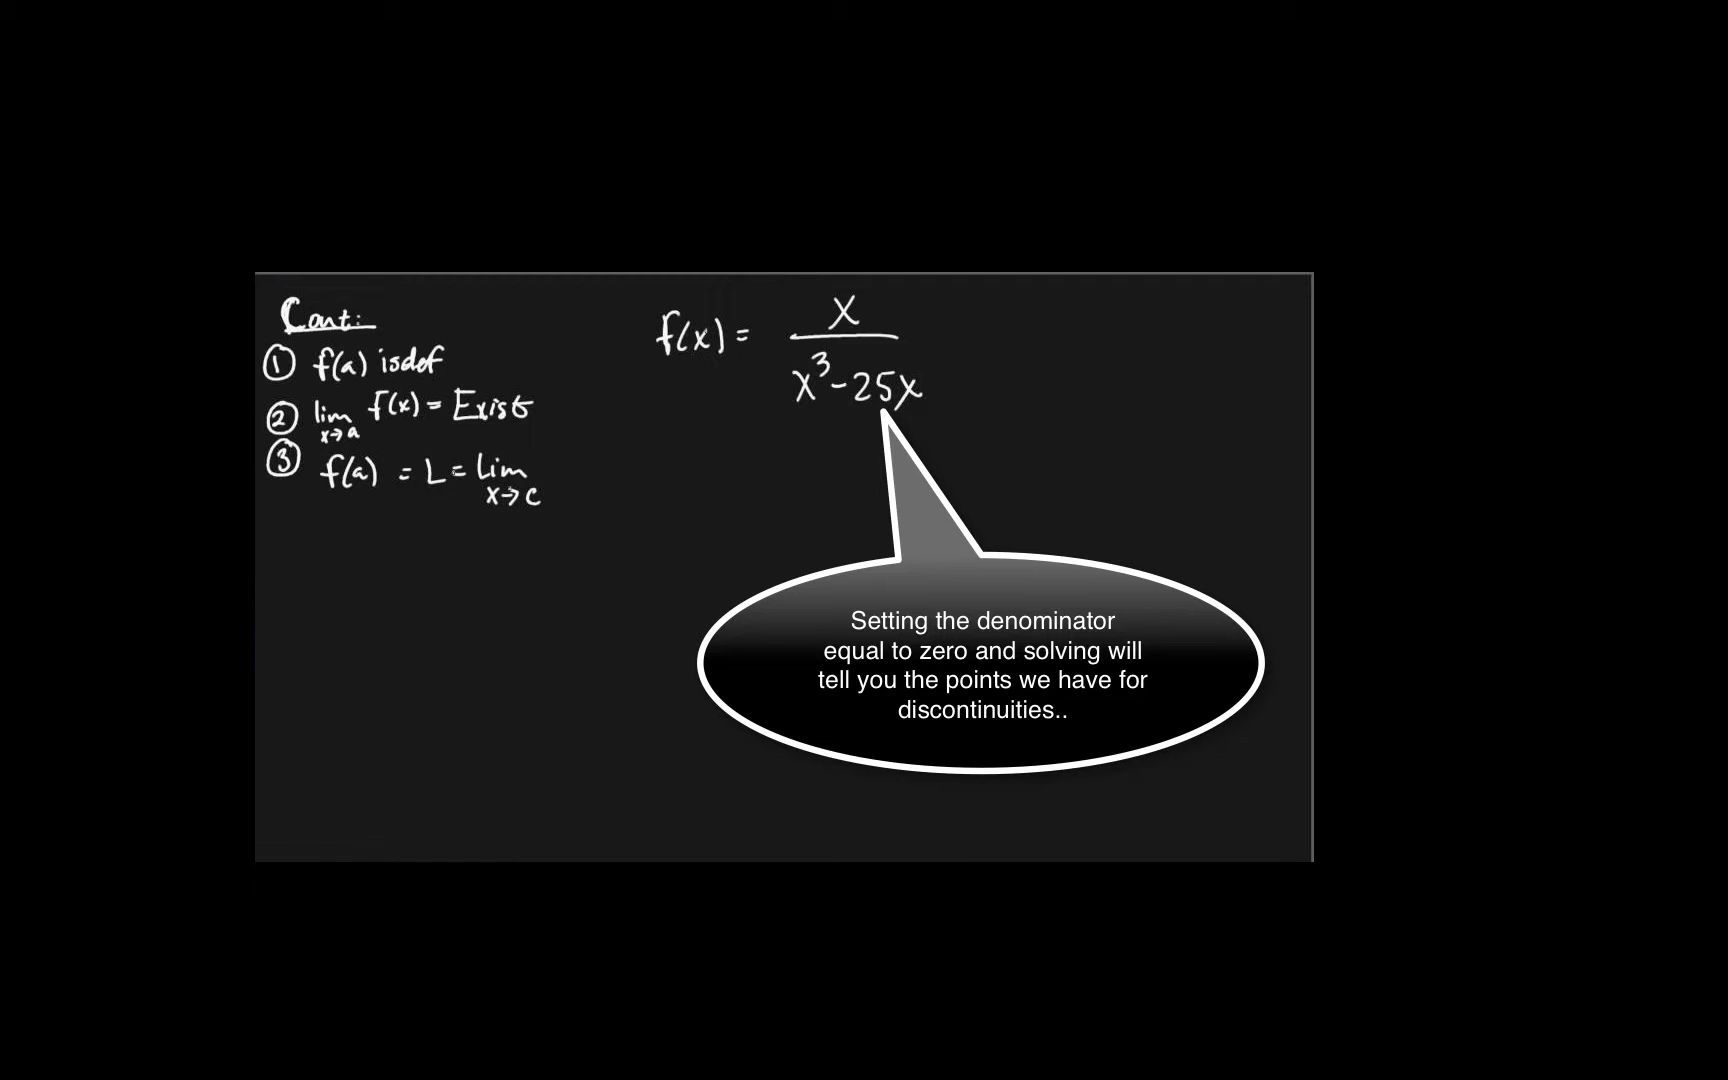 Cont:
① f(a) is def
② lim x→a f(x) = Exists
③ f(a) = L = lim x→c
f(x) = x / x³-25x
Setting the denominator
equal to zero and solving will
tell you the points we have for
discontinuities..